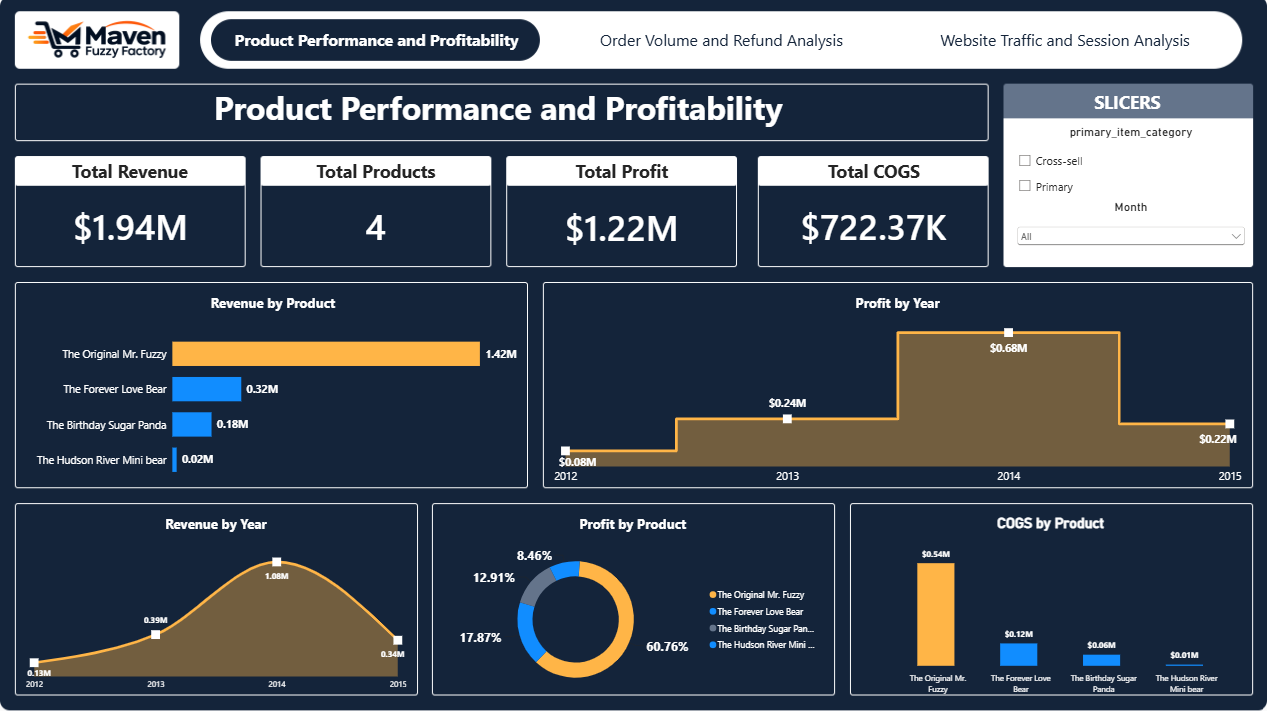 Maven
Fuzzy Factory
Product Performance and Profitability
Order Volume and Refund Analysis
Website Traffic and Session Analysis
Product Performance and Profitability
SLICERS
primary_item_category
Cross-sell
Primary
Month
All
Total Revenue
$1.94M
Total Products
4
Total Profit
$1.22M
Total COGS
$722.37K
Revenue by Product
The Original Mr. Fuzzy 1.42M
The Forever Love Bear 0.32M
The Birthday Sugar Panda 0.18M
The Hudson River Mini bear 0.02M
Profit by Year
$0.08M
$0.24M
$0.68M
$0.22M
2012 2013 2014 2015
Revenue by Year
0.13M
0.39M
1.08M
0.34M
2012 2013 2014 2015
Profit by Product
8.46%
12.91%
17.87%
60.76%
The Original Mr. Fuzzy
The Forever Love Bear
The Birthday Sugar Pan...
The Hudson River Mini ...
COGS by Product
$0.54M
$0.12M
$0.06M
$0.01M
The Original Mr.
Fuzzy
The Forever Love
Bear
The Birthday Sugar
Panda
The Hudson River
Mini bear